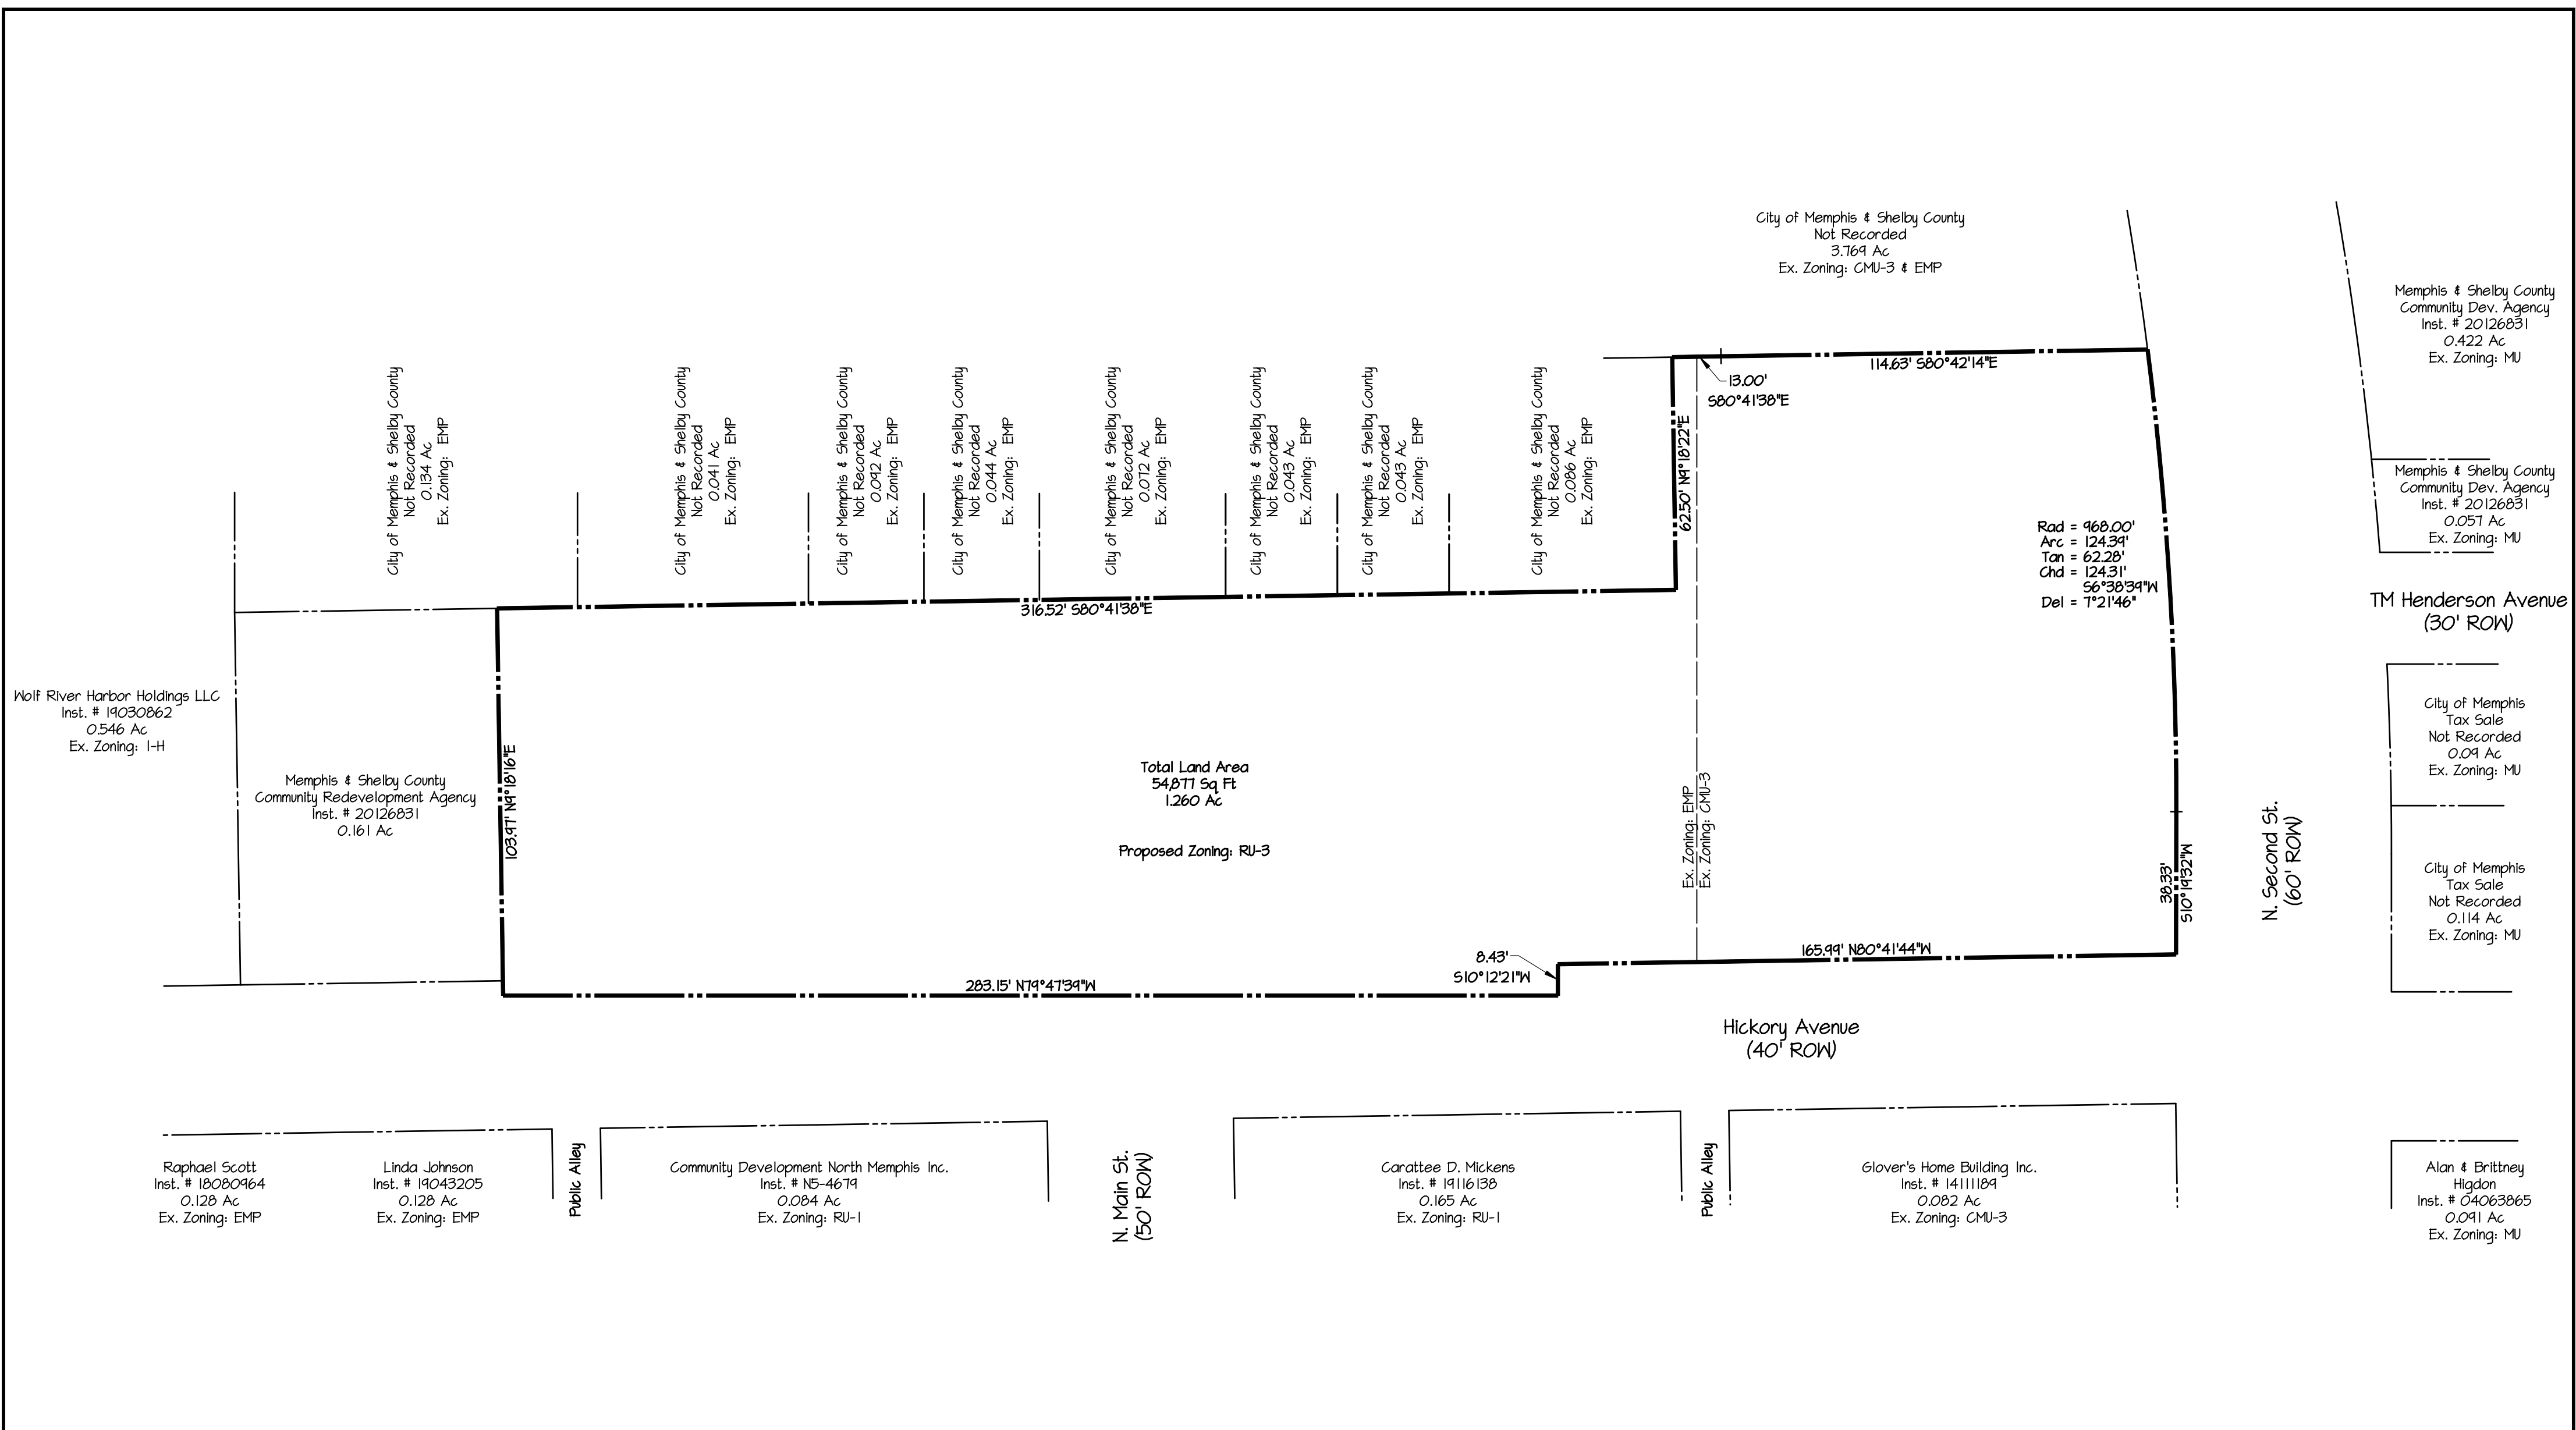 City of Memphis & Shelby County
Not Recorded
3.769 Ac
Ex. Zoning: CMU-3 & EMP
Memphis & Shelby County
Community Dev. Agency
Inst. # 20126831
0.422 Ac
Ex. Zoning: MU
City of Memphis & Shelby County
Not Recorded
0.134 Ac
Ex. Zoning: EMP
City of Memphis & Shelby County
Not Recorded
0.041 Ac
Ex. Zoning: EMP
City of Memphis & Shelby County
Not Recorded
0.092 Ac
Ex. Zoning: EMP
City of Memphis & Shelby County
Not Recorded
0.044 Ac
Ex. Zoning: EMP
City of Memphis & Shelby County
Not Recorded
0.072 Ac
Ex. Zoning: EMP
City of Memphis & Shelby County
Not Recorded
0.043 Ac
Ex. Zoning: EMP
City of Memphis & Shelby County
Not Recorded
0.043 Ac
Ex. Zoning: EMP
City of Memphis & Shelby County
Not Recorded
0.086 Ac
Ex. Zoning: EMP
114.63' S80°42'14"E
13.00'
S80°41'38"E
62.50' N9°18'22"E
Memphis & Shelby County
Community Dev. Agency
Inst. # 20126831
0.057 Ac
Ex. Zoning: MU
Rad = 968.00'
Arc = 124.39'
Tan = 62.28'
Chd = 124.31'
S6°38'39"W
Del = 7°21'46"
316.52' S80°41'38"E
TM Henderson Avenue
(30' ROW)
Wolf River Harbor Holdings LLC
Inst. # 19030862
0.546 Ac
Ex. Zoning: I-H
Memphis & Shelby County
Community Redevelopment Agency
Inst. # 20126831
0.161 Ac
103.97' N9°18'16"E
Total Land Area
54,877 Sq Ft
1.260 Ac
Proposed Zoning: RU-3
Ex. Zoning: EMP
Ex. Zoning: CMU-3
City of Memphis
Tax Sale
Not Recorded
0.09 Ac
Ex. Zoning: MU
38.33'
S10°19'32"W
N. Second St.
(60' ROW)
City of Memphis
Tax Sale
Not Recorded
0.114 Ac
Ex. Zoning: MU
8.43'
S10°12'21"W
165.99' N80°41'44"W
283.15' N79°47'39"W
Hickory Avenue
(40' ROW)
Raphael Scott
Inst. # 18080964
0.128 Ac
Ex. Zoning: EMP
Linda Johnson
Inst. # 19043205
0.128 Ac
Ex. Zoning: EMP
Public Alley
Community Development North Memphis Inc.
Inst. # N5-4679
0.084 Ac
Ex. Zoning: RU-1
N. Main St.
(50' ROW)
Carattee D. Mickens
Inst. # 19116138
0.165 Ac
Ex. Zoning: RU-1
Public Alley
Glover's Home Building Inc.
Inst. # 14111189
0.082 Ac
Ex. Zoning: CMU-3
Alan & Brittney
Higdon
Inst. # 04063865
0.091 Ac
Ex. Zoning: MU